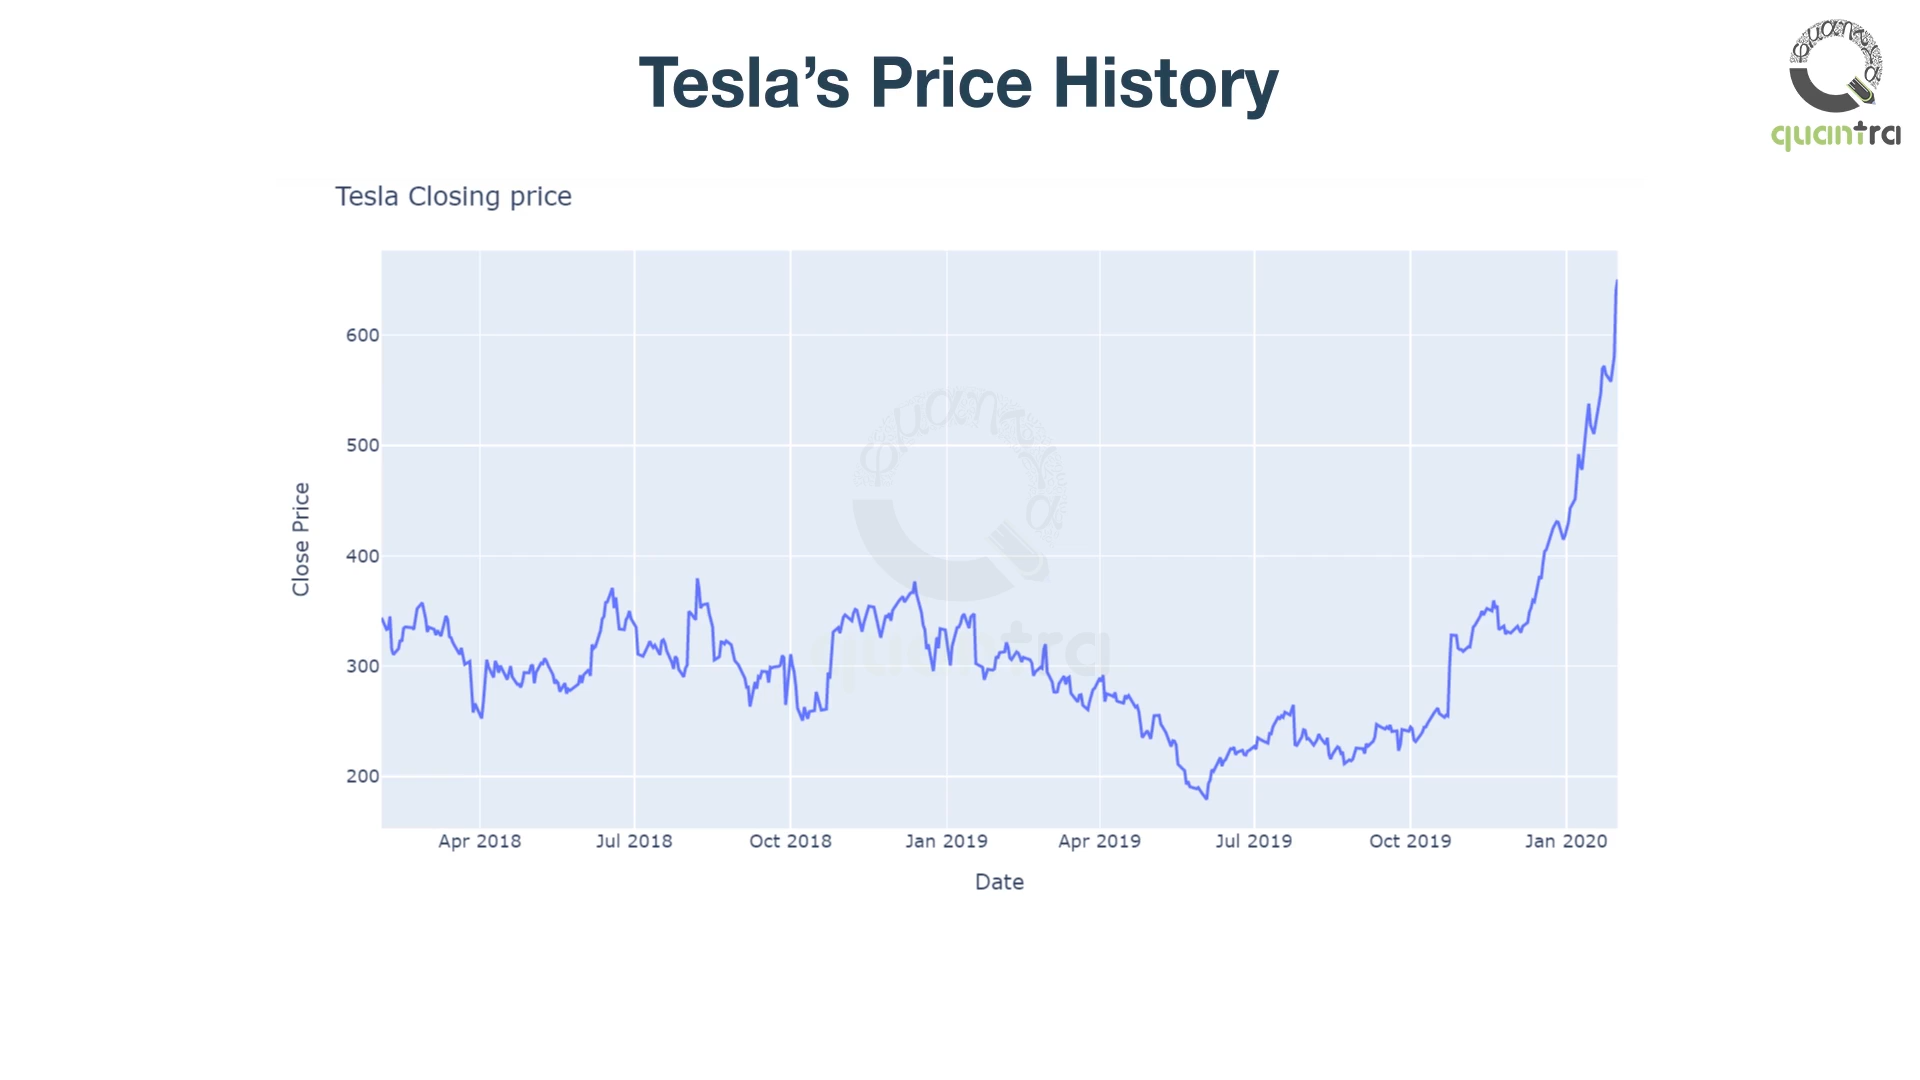 Tesla’s Price History
quantra
Tesla Closing price
600
500
400
300
200
Close Price
quantra
Apr 2018
Jul 2018
Oct 2018
Jan 2019
Apr 2019
Jul 2019
Oct 2019
Jan 2020
Date